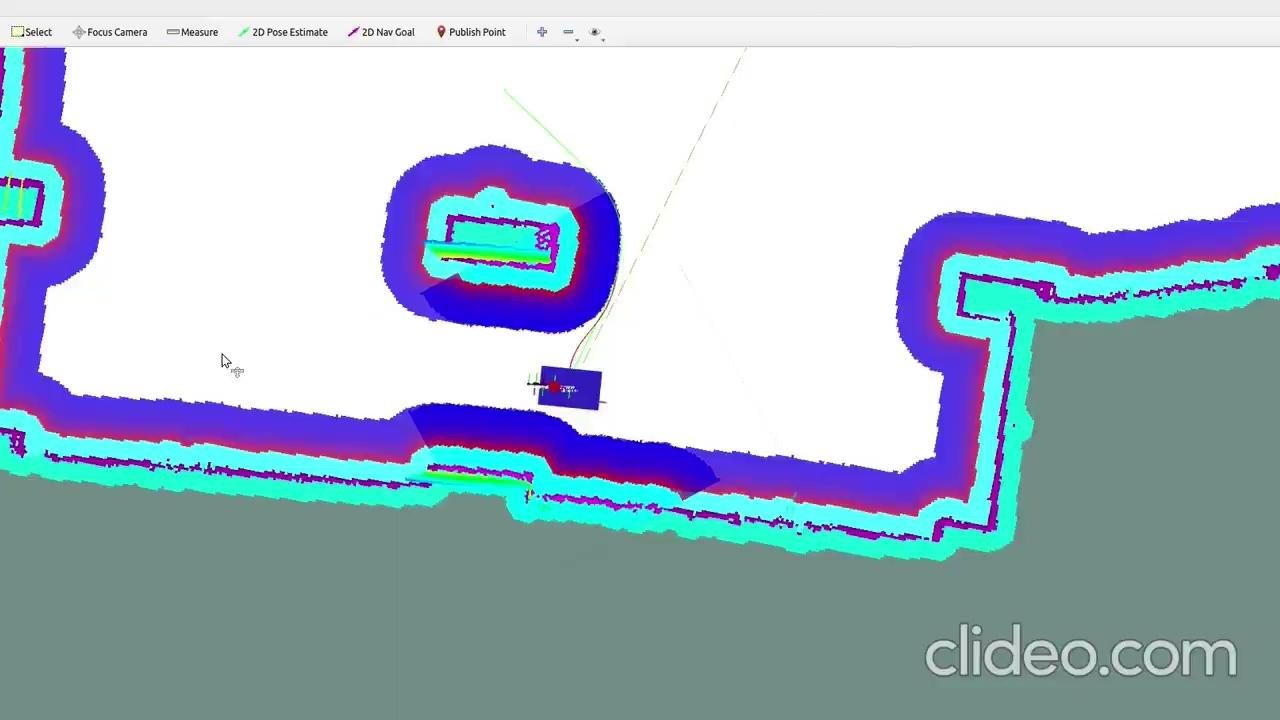 Select Focus Camera Measure 2D Pose Estimate 2D Nav Goal Publish Point
clideo.com